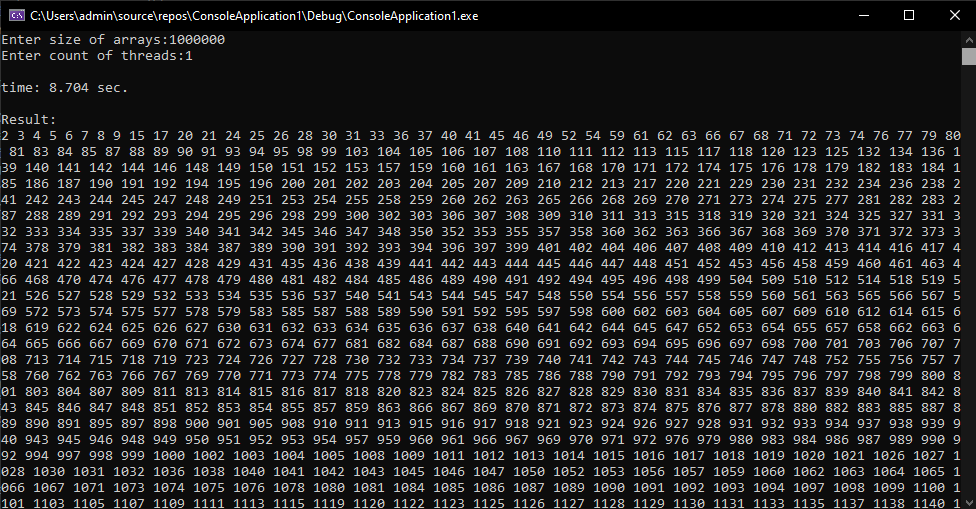 C:\Users\admin\source\repos\ConsoleApplication1\Debug\ConsoleApplication1.exe
Enter size of arrays:1000000
Enter count of threads:1
time: 8.704 sec.
Result:
2 3 4 5 6 7 8 9 15 17 20 21 24 25 26 28 30 31 33 36 37 40 41 45 46 49 52 54 59 61 62 63 66 67 68 71 72 73 74 76 77 79 80
81 83 84 85 87 88 89 90 91 93 94 95 98 99 103 104 105 106 107 108 110 111 112 113 115 117 118 120 123 125 132 134 136 1
39 140 141 142 144 146 148 149 150 151 152 153 157 159 160 161 163 167 168 170 171 172 174 175 176 178 179 182 183 184 1
85 186 187 190 191 192 194 195 196 200 201 202 203 204 205 207 209 210 212 213 217 220 221 229 230 231 232 234 236 238 2
41 242 243 244 245 247 248 249 251 253 254 255 258 259 260 262 263 265 266 268 269 270 271 273 274 275 277 281 282 283 2
87 288 289 291 292 293 294 295 296 298 299 300 302 303 306 307 308 309 310 311 313 315 318 319 320 321 324 325 327 331 3
32 333 334 335 337 339 340 341 342 345 346 347 348 350 352 353 355 357 358 360 362 363 366 367 368 369 370 371 372 373 3
74 378 379 381 382 383 384 387 389 390 391 392 393 394 396 397 399 401 402 404 406 407 408 409 410 412 413 414 416 417 4
20 421 422 423 424 427 428 429 431 435 436 438 439 441 442 443 444 445 446 447 448 451 452 453 456 458 459 460 461 463 4
66 468 470 474 476 477 478 479 480 481 482 484 485 486 489 490 491 492 494 495 496 498 499 504 509 510 512 514 518 519 5
21 526 527 528 529 532 533 534 535 536 537 540 541 543 544 545 547 548 550 554 555 556 557 558 559 560 561 563 565 566 567 5
69 572 573 574 575 577 578 579 583 585 587 588 589 590 591 592 595 597 598 600 602 603 604 605 607 609 610 612 614 615 6
18 619 622 624 625 626 627 630 631 632 633 634 635 636 637 638 640 641 642 644 645 647 652 653 654 655 657 658 662 663 6
64 665 666 667 669 670 671 672 673 674 677 681 682 684 687 688 690 691 692 693 694 695 696 697 698 700 701 703 706 707 7
08 713 714 715 718 719 723 724 726 727 728 730 732 733 734 737 739 740 741 742 743 744 745 746 747 748 752 755 756 757 7
58 760 762 763 766 767 769 770 771 773 774 775 778 779 782 783 785 786 788 790 791 792 793 794 795 796 797 798 799 800 8
01 803 804 807 809 811 813 814 815 816 817 818 820 823 824 825 826 827 828 829 830 831 834 835 836 837 839 840 841 842 8
43 845 846 847 848 851 852 853 854 855 857 859 863 866 867 869 870 871 872 873 874 875 876 877 878 880 882 883 885 887 8
89 890 891 895 897 898 900 901 905 908 910 911 913 915 916 917 918 921 923 924 926 927 928 931 932 933 934 937 938 939 9
40 943 945 946 948 949 950 951 952 953 954 957 959 960 961 966 967 969 970 971 972 976 979 980 983 984 986 987 989 990 9
92 994 997 998 999 1000 1002 1003 1004 1005 1008 1009 1011 1012 1013 1014 1015 1016 1017 1018 1019 1020 1021 1026 1027 1
028 1030 1031 1032 1036 1038 1040 1041 1042 1043 1045 1046 1047 1050 1052 1053 1056 1057 1059 1060 1062 1063 1064 1065 1
066 1067 1071 1073 1074 1075 1076 1078 1080 1081 1084 1085 1086 1087 1089 1090 1091 1092 1093 1094 1097 1098 1099 1100 1
101 1103 1105 1107 1109 1111 1113 1115 1119 1120 1122 1123 1125 1126 1127 1128 1129 1130 1131 1133 1135 1137 1138 1140 1